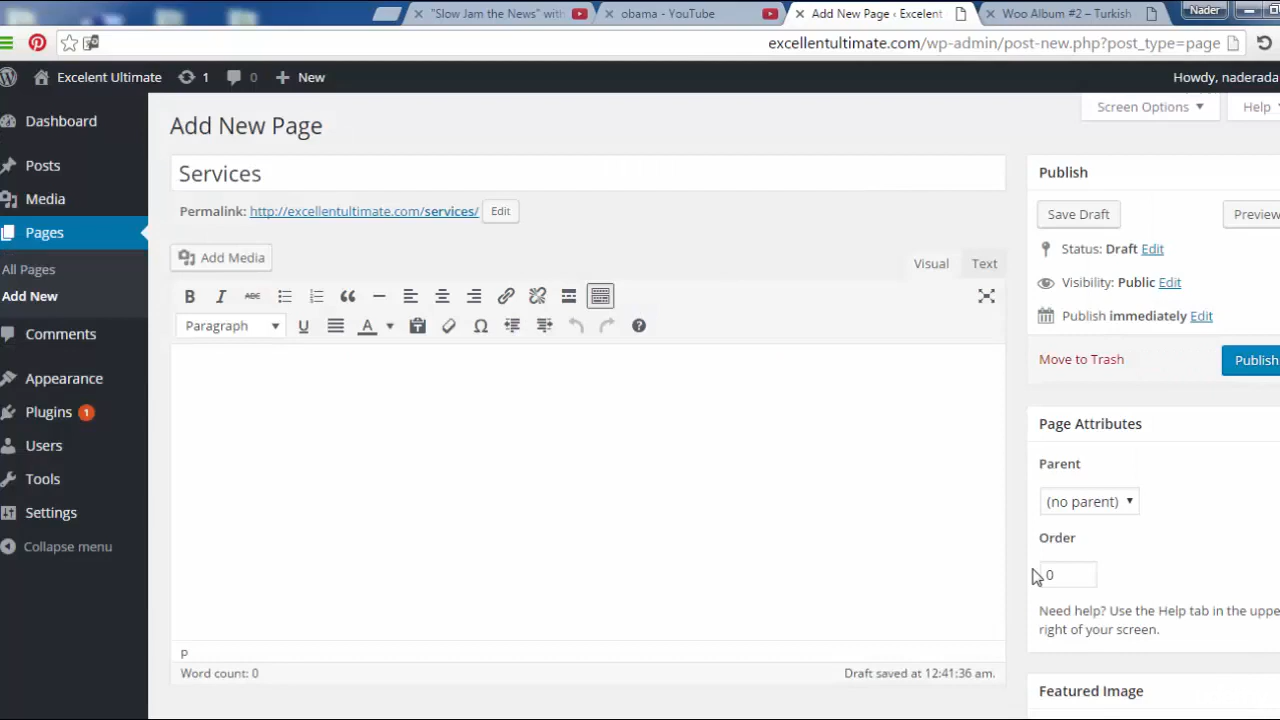 "Slow Jam the News" with
obama - YouTube
Add New Page ‹ Excelent
Woo Album #2 – Turkish
Nader
excellentultimate.com/wp-admin/post-new.php?post_type=page
Excelent Ultimate
1
0
New
Howdy, naderada
Dashboard
Posts
Media
Pages
All Pages
Add New
Comments
Appearance
Plugins 1
Users
Tools
Settings
Collapse menu
Screen Options
Help
Add New Page
Services
Permalink: http://excellentultimate.com/services/ Edit
Add Media
Visual
Text
B I ABC
Paragraph U A Ω
p
Word count: 0
Draft saved at 12:41:36 am.
Publish
Save Draft
Preview
Status: Draft Edit
Visibility: Public Edit
Publish immediately Edit
Move to Trash
Publish
Page Attributes
Parent
(no parent)
Order
0
Need help? Use the Help tab in the uppe
right of your screen.
Featured Image